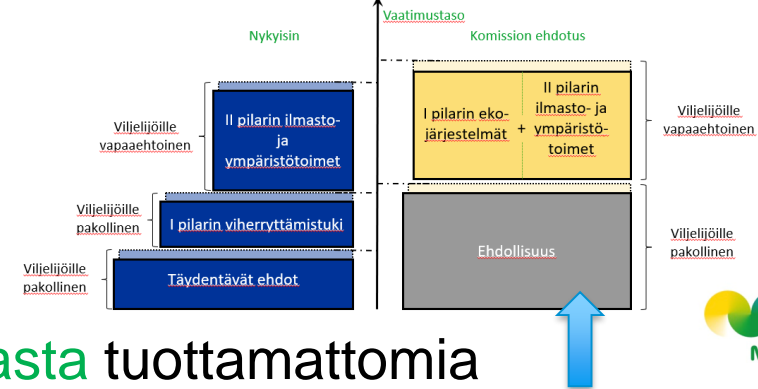 Vaatimustaso
Nykyisin
Komission ehdotus
Viljelijöille
vapaaehtoinen
II pilarin ilmasto-
ja
ympäristötoimet
Viljelijöille
pakollinen
I pilarin viherryttämistuki
Viljelijöille
pakollinen
Täydentävät ehdot
I pilarin eko-
järjestelmät
+
II pilarin
ilmasto- ja
ympäristö-
toimet
Viljelijöille
vapaaehtoinen
Ehdollisuus
Viljelijöille
pakollinen
asta tuottamattomia